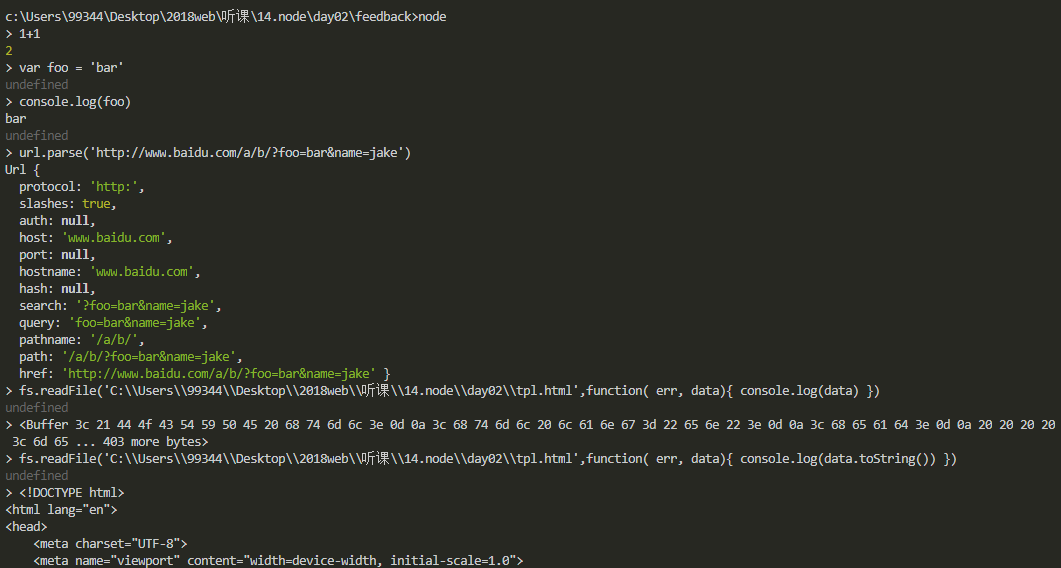 c:\Users\99344\Desktop\2018web\听课\14.node\day02\feedback>node
> 1+1
2
> var foo = 'bar'
undefined
> console.log(foo)
bar
undefined
> url.parse('http://www.baidu.com/a/b/?foo=bar&name=jake')
Url {
  protocol: 'http:',
  slashes: true,
  auth: null,
  host: 'www.baidu.com',
  port: null,
  hostname: 'www.baidu.com',
  hash: null,
  search: '?foo=bar&name=jake',
  query: 'foo=bar&name=jake',
  pathname: '/a/b/',
  path: '/a/b/?foo=bar&name=jake',
  href: 'http://www.baidu.com/a/b/?foo=bar&name=jake' }
> fs.readFile('C:\\Users\\99344\\Desktop\\2018web\\听课\\14.node\\day02\\tpl.html',function( err, data){ console.log(data) })
undefined
> <Buffer 3c 21 44 4f 43 54 59 50 45 20 68 74 6d 6c 3e 0d 0a 3c 68 74 6d 6c 20 6c 61 6e 67 3d 22 65 6e 22 3e 0d 0a 3c 68 65 61 64 3e 0d 0a 20 20 20 20
 3c 6d 65 ... 403 more bytes>
> fs.readFile('C:\\Users\\99344\\Desktop\\2018web\\听课\\14.node\\day02\\tpl.html',function( err, data){ console.log(data.toString()) })
undefined
> <!DOCTYPE html>
<html lang="en">
<head>
    <meta charset="UTF-8">
    <meta name="viewport" content="width=device-width, initial-scale=1.0">